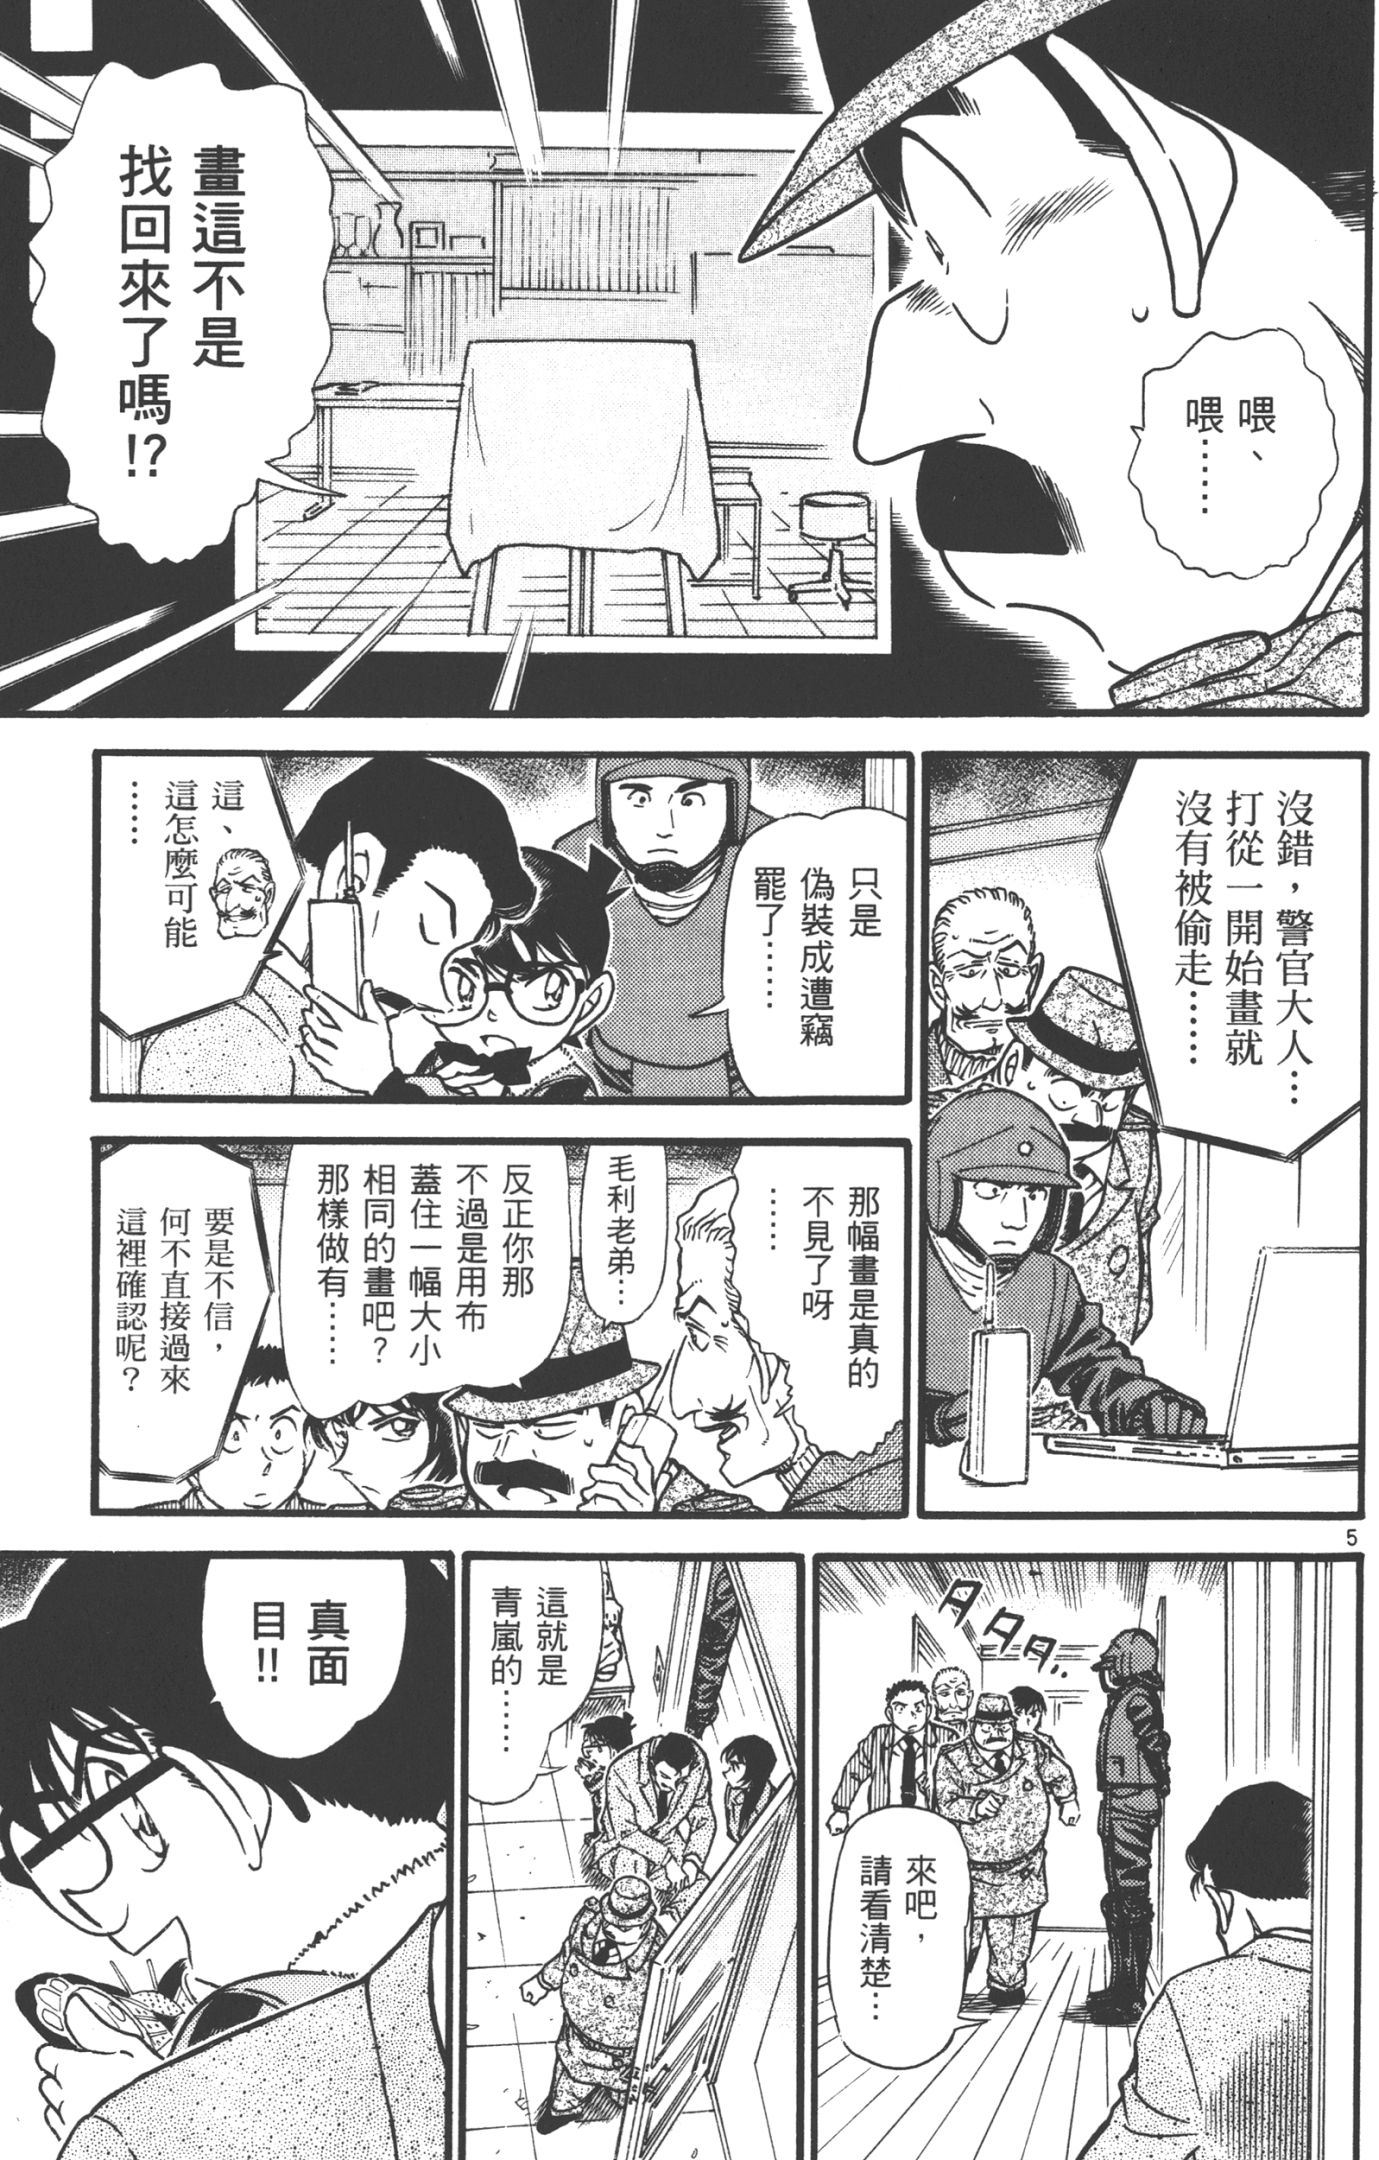 喂、
喂……
畫這不是
找回來了嗎!?
沒錯，警官大人…
打從一開始畫就
沒有被偷走……
只是
偽裝成遭竊
罷了……
這、
這怎麼可能
……
那幅畫是真的
不見了呀
……
毛利老弟…
反正你那
不過是用布
蓋住一幅大小
相同的畫吧？
那樣做有……
要是不信，
何不直接過來
這裡確認呢？
5
タタタ..
來吧，
請看清楚…
這就是
青嵐的……
真面
目!!